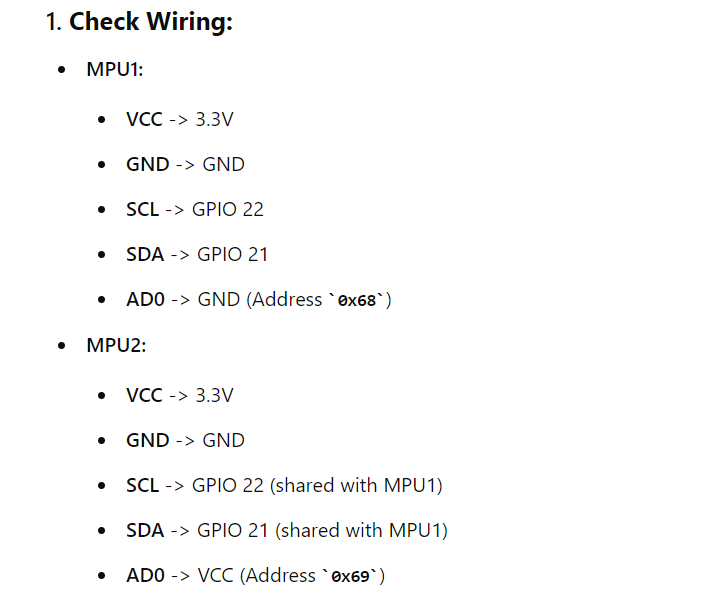 1. Check Wiring:
• MPU1:
• VCC -> 3.3V
• GND -> GND
• SCL -> GPIO 22
• SDA -> GPIO 21
• AD0 -> GND (Address `0x68`)
• MPU2:
• VCC -> 3.3V
• GND -> GND
• SCL -> GPIO 22 (shared with MPU1)
• SDA -> GPIO 21 (shared with MPU1)
• AD0 -> VCC (Address `0x69`)